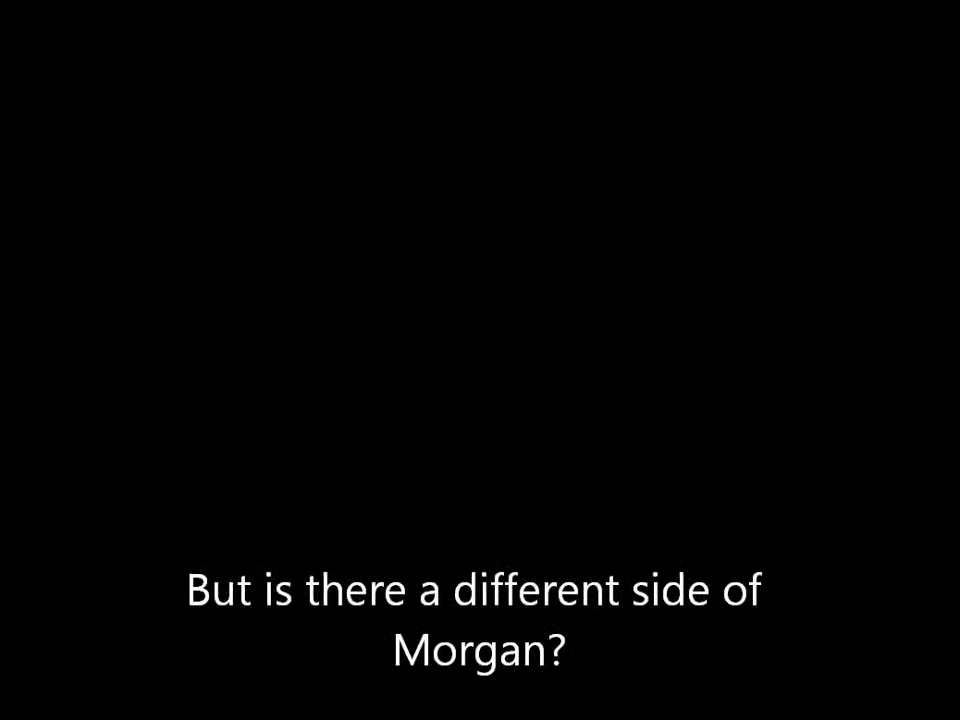 But is there a different side of
Morgan?